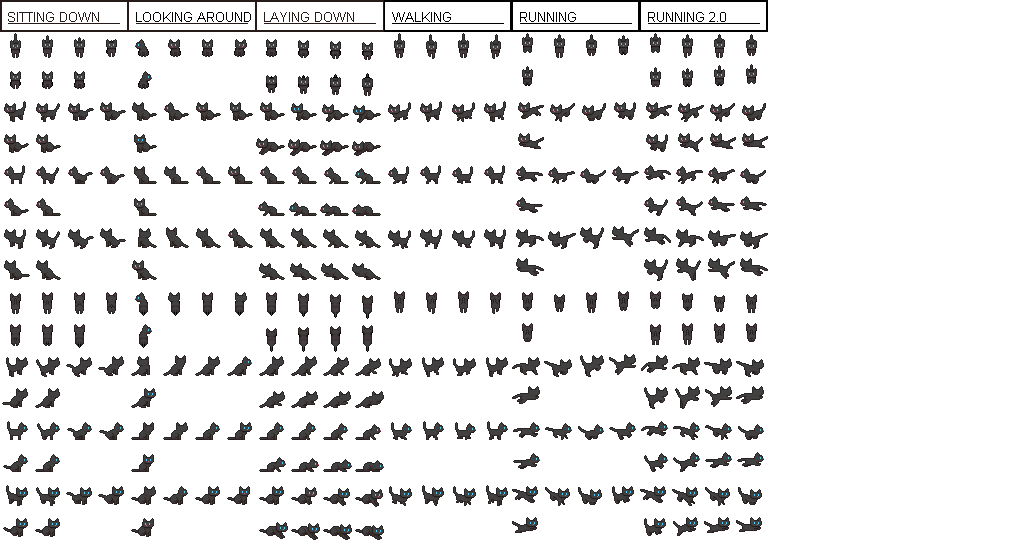 SITTING DOWN
LOOKING AROUND
LAYING DOWN
WALKING
RUNNING
RUNNING 2.0